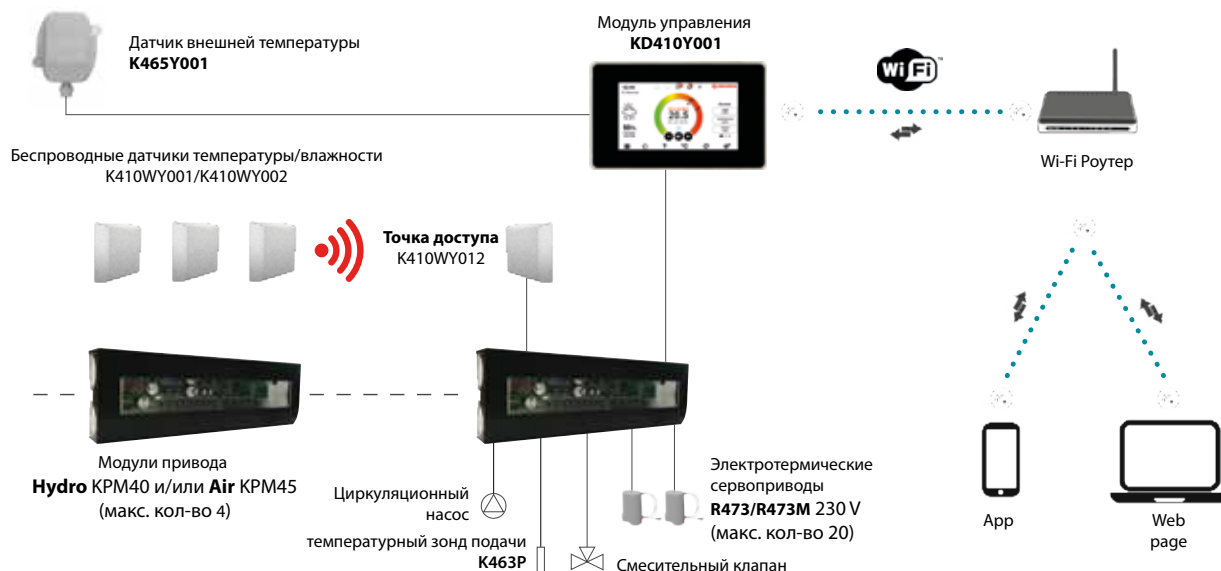 Датчик внешней температуры
K465Y001
Модуль управления
KD410Y001
Wi Fi
20.5
Wi-Fi Роутер
Беспроводные датчики температуры/влажности
K410WY001/K410WY002
Точка доступа
K410WY012
Модули привода
Hydro KPM40 и/или Air KPM45
(макс. кол-во 4)
Циркуляционный
насос
температурный зонд подачи
K463P
Смесительный клапан
Электротермические
сервоприводы
R473/R473M 230 V
(макс. кол-во 20)
App
Web
page